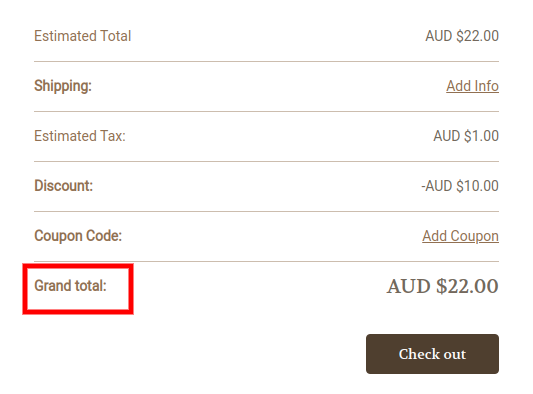 Estimated Total AUD $22.00
Shipping: Add Info
Estimated Tax: AUD $1.00
Discount: -AUD $10.00
Coupon Code: Add Coupon
Grand total: AUD $22.00
Check out